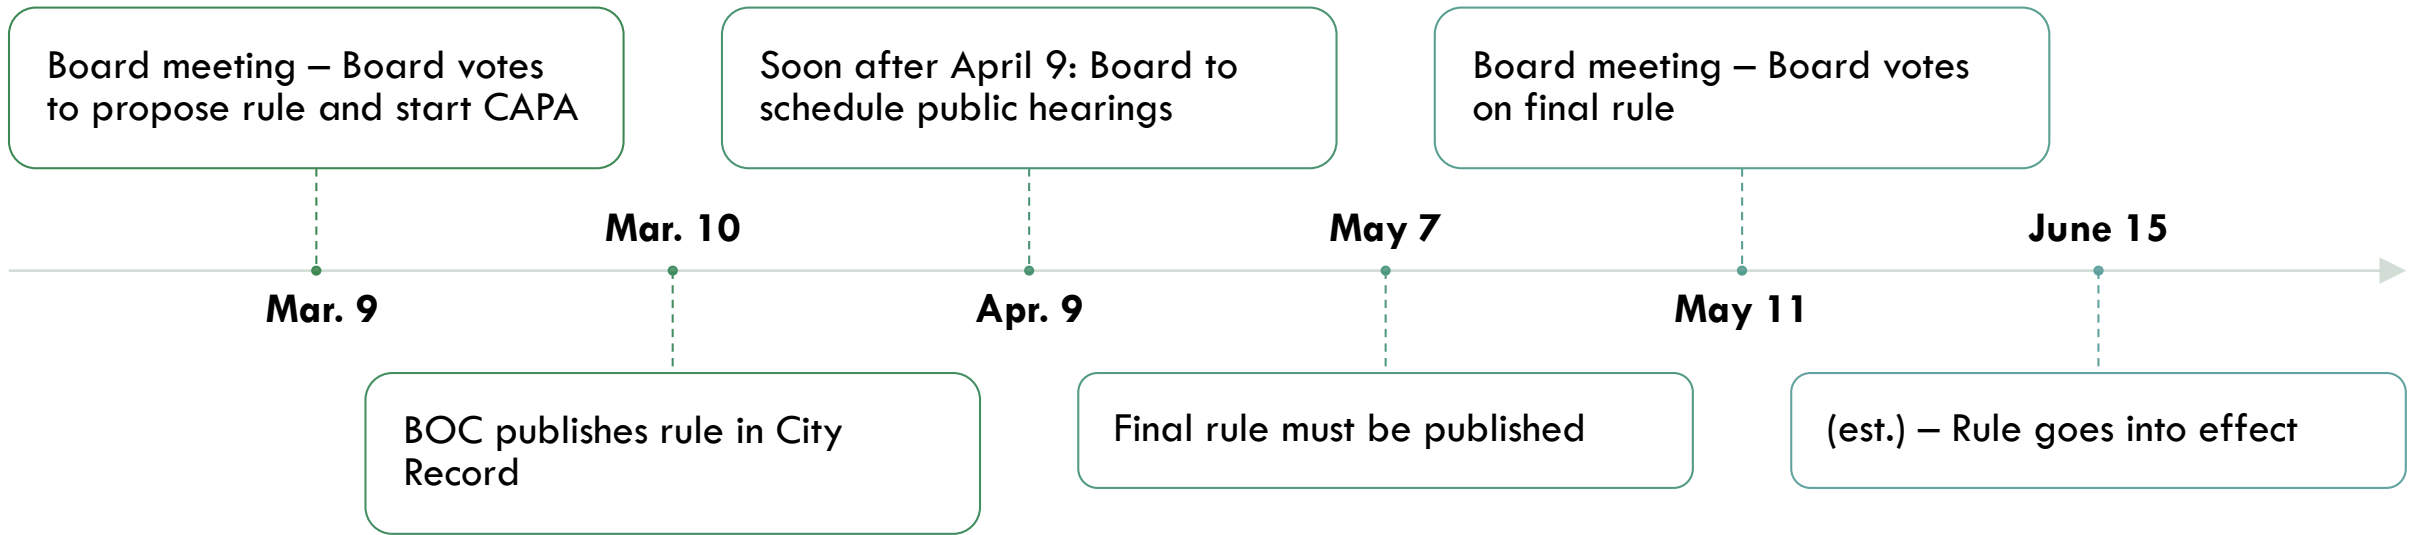 Board meeting – Board votes
to propose rule and start CAPA
Mar. 9
Mar. 10
BOC publishes rule in City
Record
Soon after April 9: Board to
schedule public hearings
Apr. 9
May 7
Final rule must be published
Board meeting – Board votes
on final rule
May 11
June 15
(est.) – Rule goes into effect